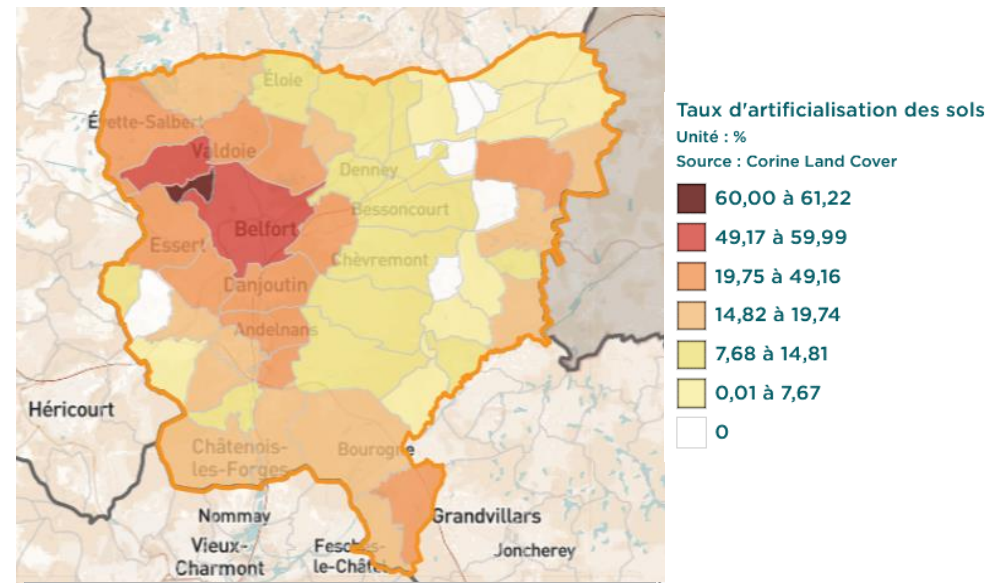 Éloie
Évette-Salbert
Valdoie
Denney
Bessoncourt
Belfort
Essert
Chèvremont
Danjoutin
Andelnans
Héricourt
Châtenois-
les-Forges
Bourogne
Nommay
Grandvillars
Vieux-
Charmont
Fesches-
le-Châtel
Joncherey
Taux d'artificialisation des sols
Unité : %
Source : Corine Land Cover
60,00 à 61,22
49,17 à 59,99
19,75 à 49,16
14,82 à 19,74
7,68 à 14,81
0,01 à 7,67
0